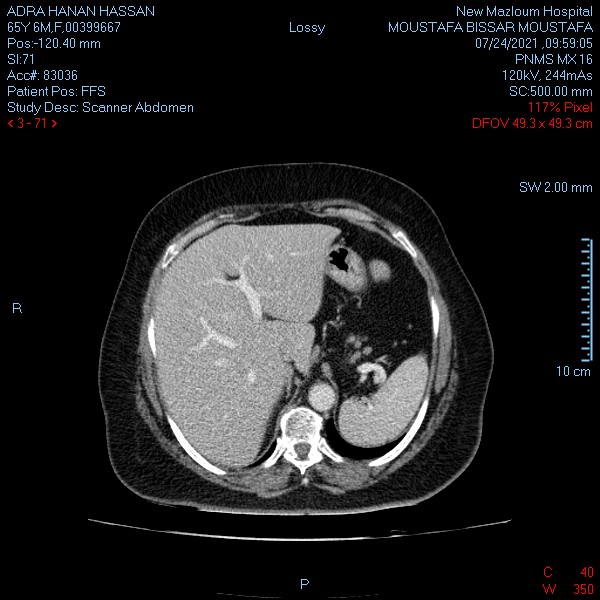 ADRA HANAN HASSAN
65Y 6M,F,00399667
Pos:-120.40 mm
SI:71
Acc#: 83036
Patient Pos: FFS
Study Desc: Scanner Abdomen
< 3 - 71 >
Lossy
New Mazloum Hospital
MOUSTAFA BISSAR MOUSTAFA
07/24/2021 ,09:59:05
PNMS MX 16
120kV, 244mAs
SC:500.00 mm
117% Pixel
DFOV 49.3 x 49.3 cm
SW 2.00 mm
R
10 cm
P
C 40
W 350